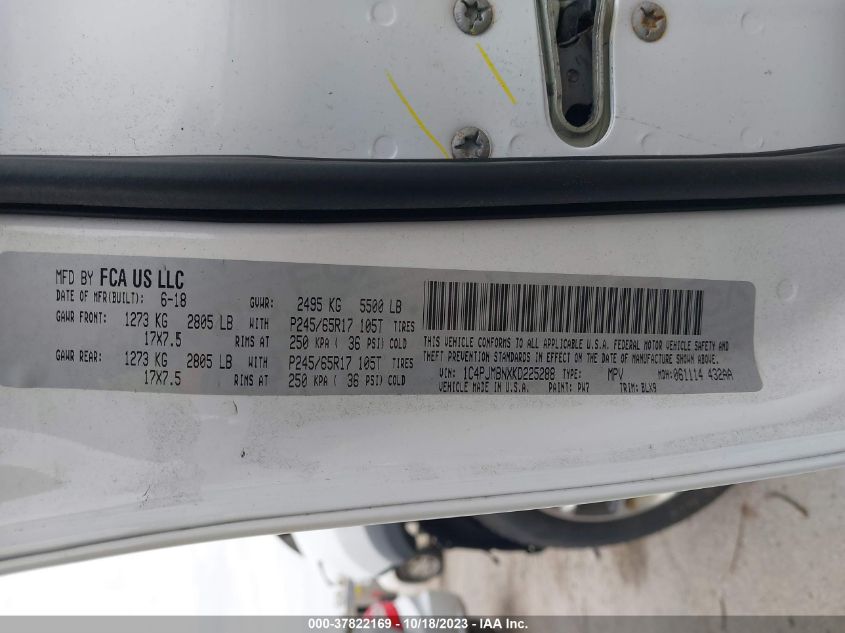 MFD BY FCA US LLC
DATE OF MFR(BUILT): 6-18 GVWR: 2495 KG 5500 LB
GAWR FRONT: 1273 KG 2805 LB WITH P245/65R17 105T TIRES
17X7.5 RIMS AT 250 KPA ( 36 PSI) COLD
GAWR REAR: 1273 KG 2805 LB WITH P245/65R17 105T TIRES
17X7.5 RIMS AT 250 KPA ( 36 PSI) COLD
THIS VEHICLE CONFORMS TO ALL APPLICABLE U.S.A. FEDERAL MOTOR VEHICLE SAFETY AND
THEFT PREVENTION STANDARDS IN EFFECT ON THE DATE OF MANUFACTURE SHOWN ABOVE.
VIN: 1C4PJMBNXKD225288 TYPE: MPV MDH:061114 432AA
VEHICLE MADE IN U.S.A. PAINT: PW7 TRIM: BLX9
000-37822169 - 10/18/2023 - IAA Inc.